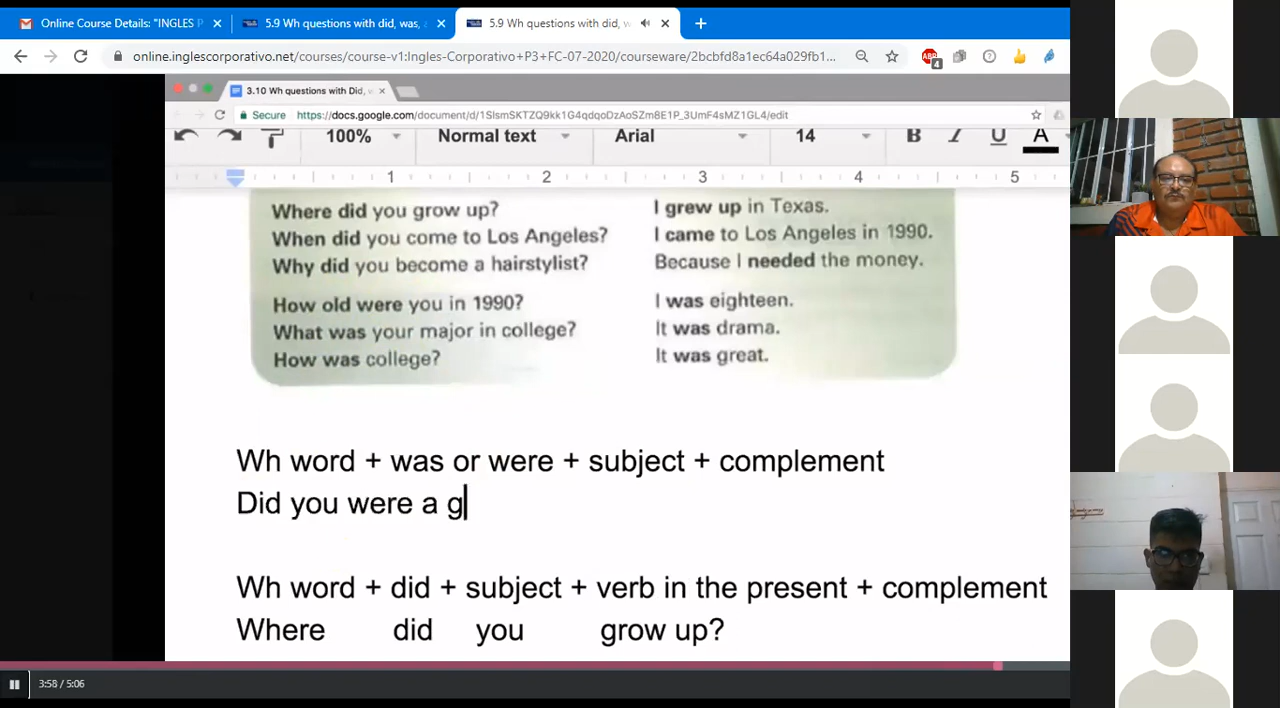 Online Course Details: "INGLES P
5.9 Wh questions with did, was,
5.9 Wh questions with did, w
online.inglescorporativo.net/courses/course-v1:Ingles-Corporativo+P3+FC-07-2020/courseware/2bcbfd8a1ec64a029fb1...
ABP
4
3.10 Wh questions with Did, w
Secure https://docs.google.com/document/d/1SlsmSKTZQ9kk1G4qdqoDzAoSZm8E1P_3UmF4sMZ1GL4/edit
100% Normal text Arial 14 B I U A
1 2 3 4 5
Where did you grow up? I grew up in Texas.
When did you come to Los Angeles? I came to Los Angeles in 1990.
Why did you become a hairstylist? Because I needed the money.
How old were you in 1990? I was eighteen.
What was your major in college? It was drama.
How was college? It was great.
Wh word + was or were + subject + complement
Did you were a g
Wh word + did + subject + verb in the present + complement
Where did you grow up?
3:58 / 5:06